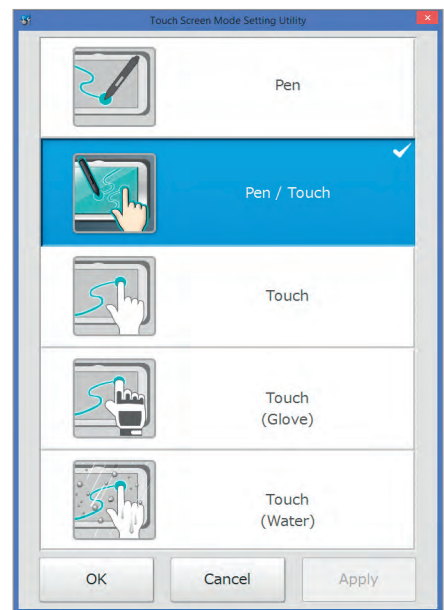 Touch Screen Mode Setting Utility
Pen
Pen / Touch
Touch
Touch
(Glove)
Touch
(Water)
OK
Cancel
Apply